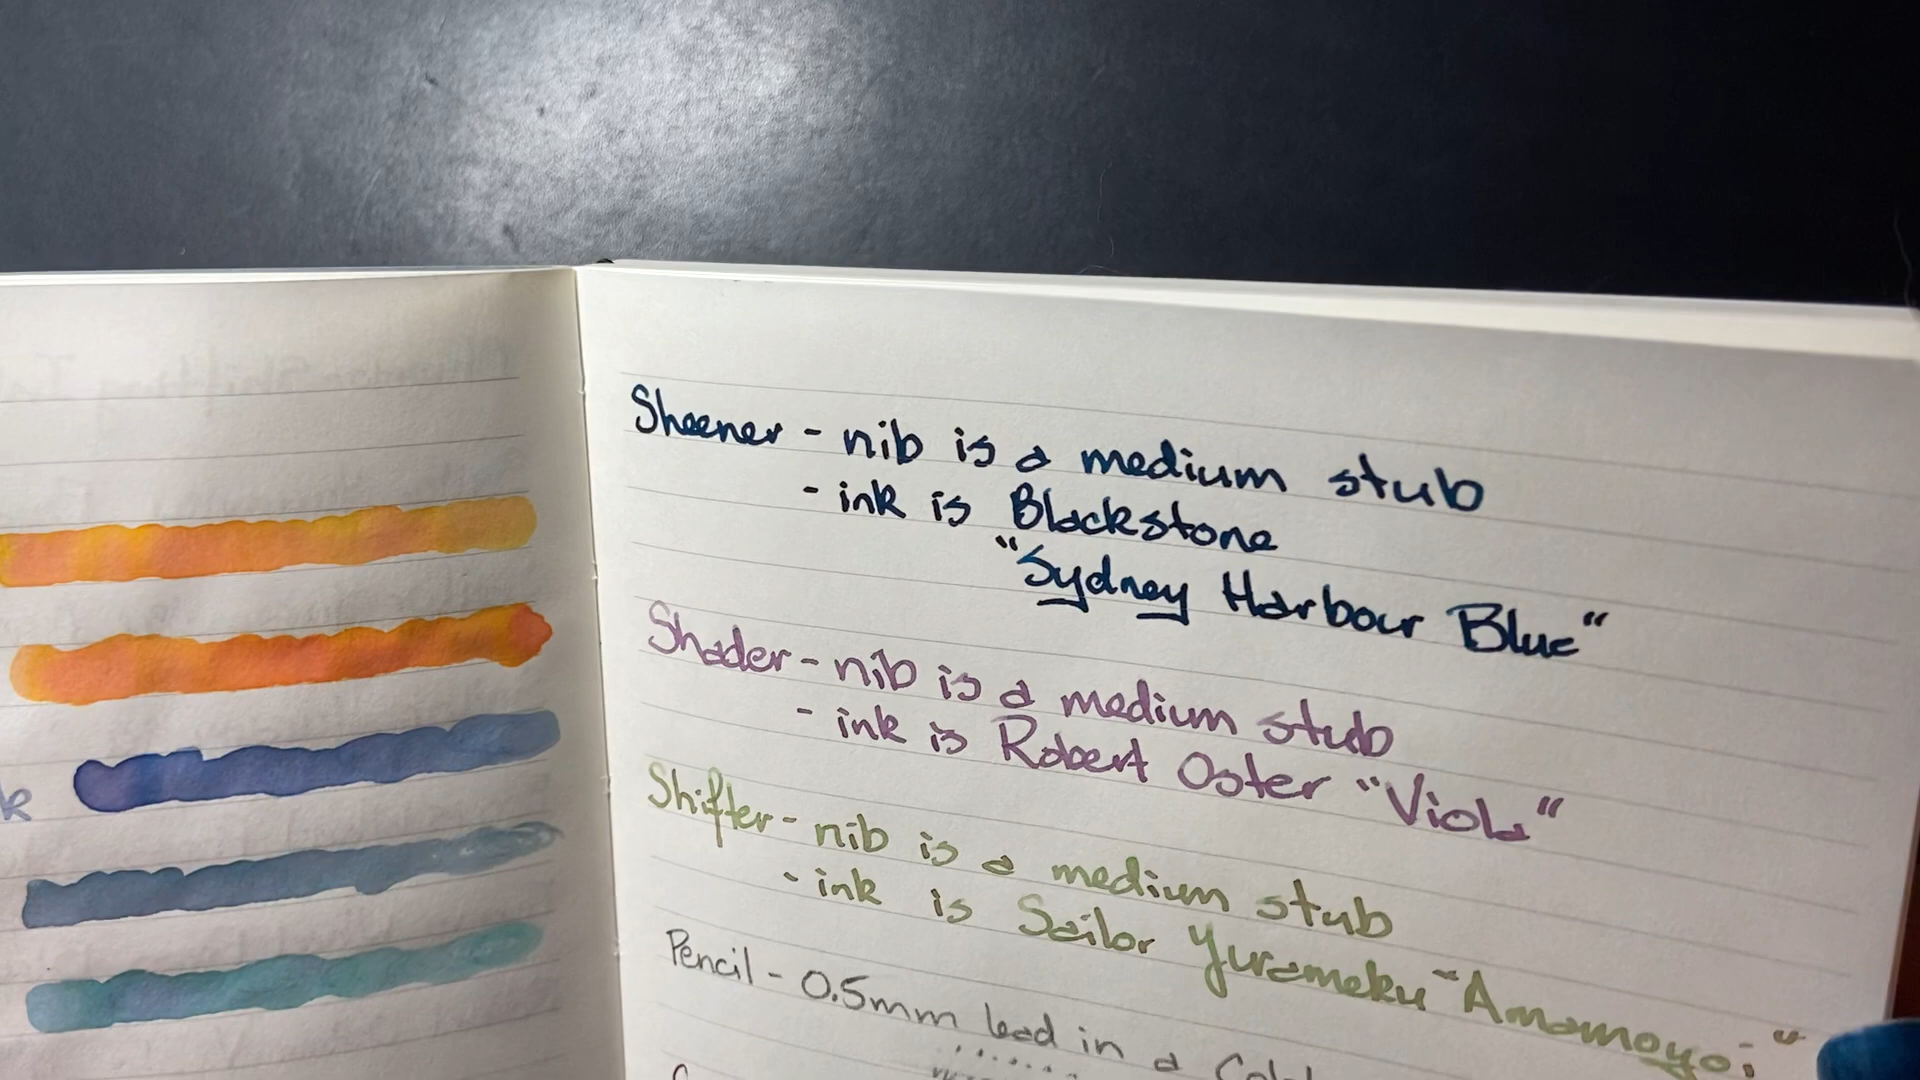 Sheener - nib is a medium stub
- ink is Blackstone
"Sydney Harbour Blue"
Shader - nib is a medium stub
- ink is Robert Oster "Viola"
Shifter - nib is a medium stub
- ink is Sailor Yurameku "Amamoyoi"
Pencil - 0.5mm lead in a
k